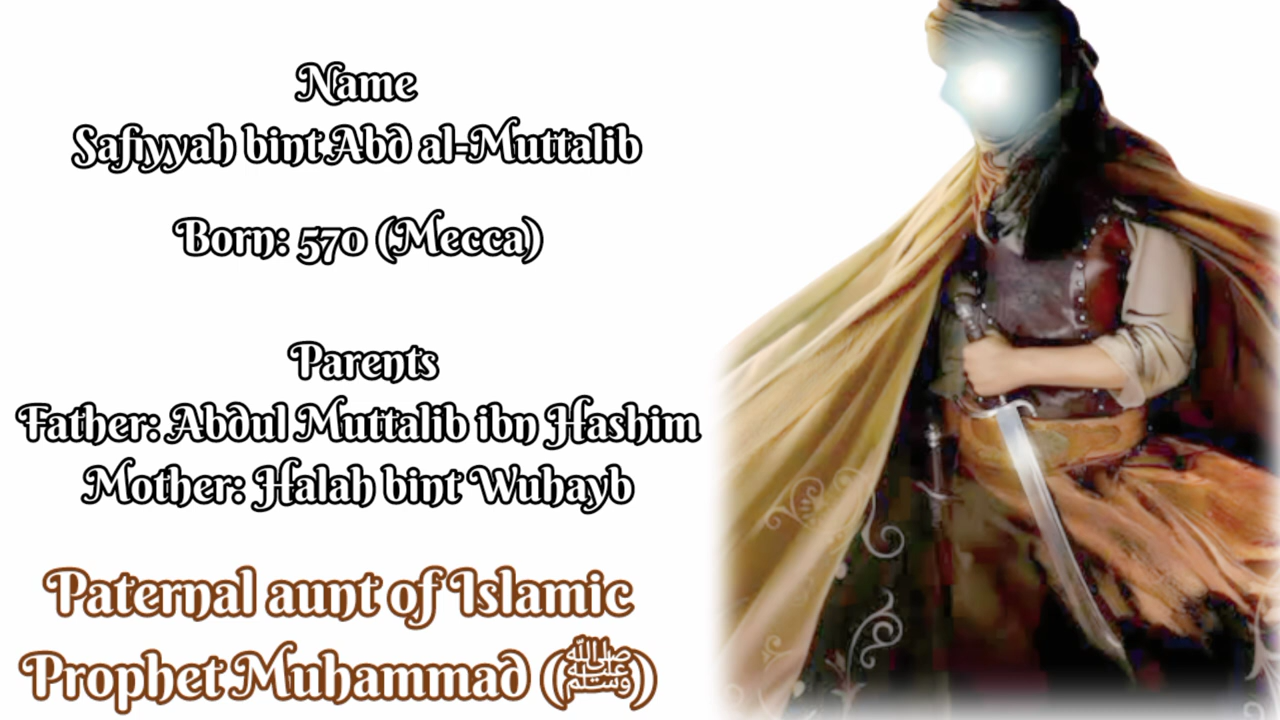 Name
Safiyyah bint Abd al-Muttalib
Born: 570 (Mecca)
Parents
Father: Abdul Muttalib ibn Hashim
Mother: Halah bint Wuhayb
Paternal aunt of Islamic
Prophet Muhammad (ﷺ)